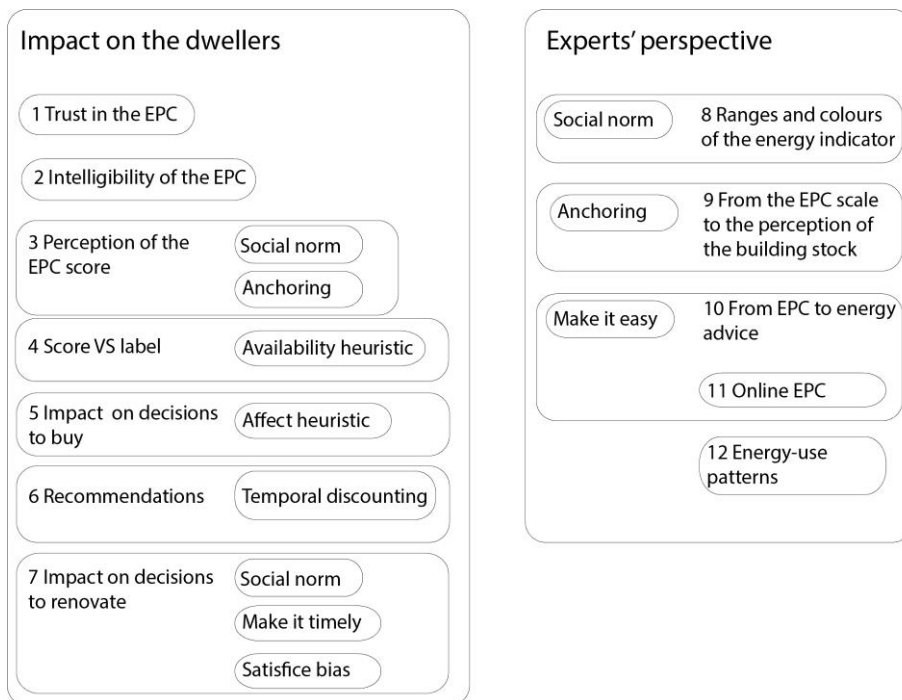 Impact on the dwellers
1 Trust in the EPC
2 Intelligibility of the EPC
3 Perception of the
EPC score
Social norm
Anchoring
4 Score VS label
Availability heuristic
5 Impact on decisions
to buy
Affect heuristic
6 Recommendations
Temporal discounting
7 Impact on decisions
to renovate
Social norm
Make it timely
Satisfice bias
Experts' perspective
Social norm
8 Ranges and colours
of the energy indicator
Anchoring
9 From the EPC scale
to the perception of
the building stock
Make it easy
10 From EPC to energy
advice
11 Online EPC
12 Energy-use
patterns